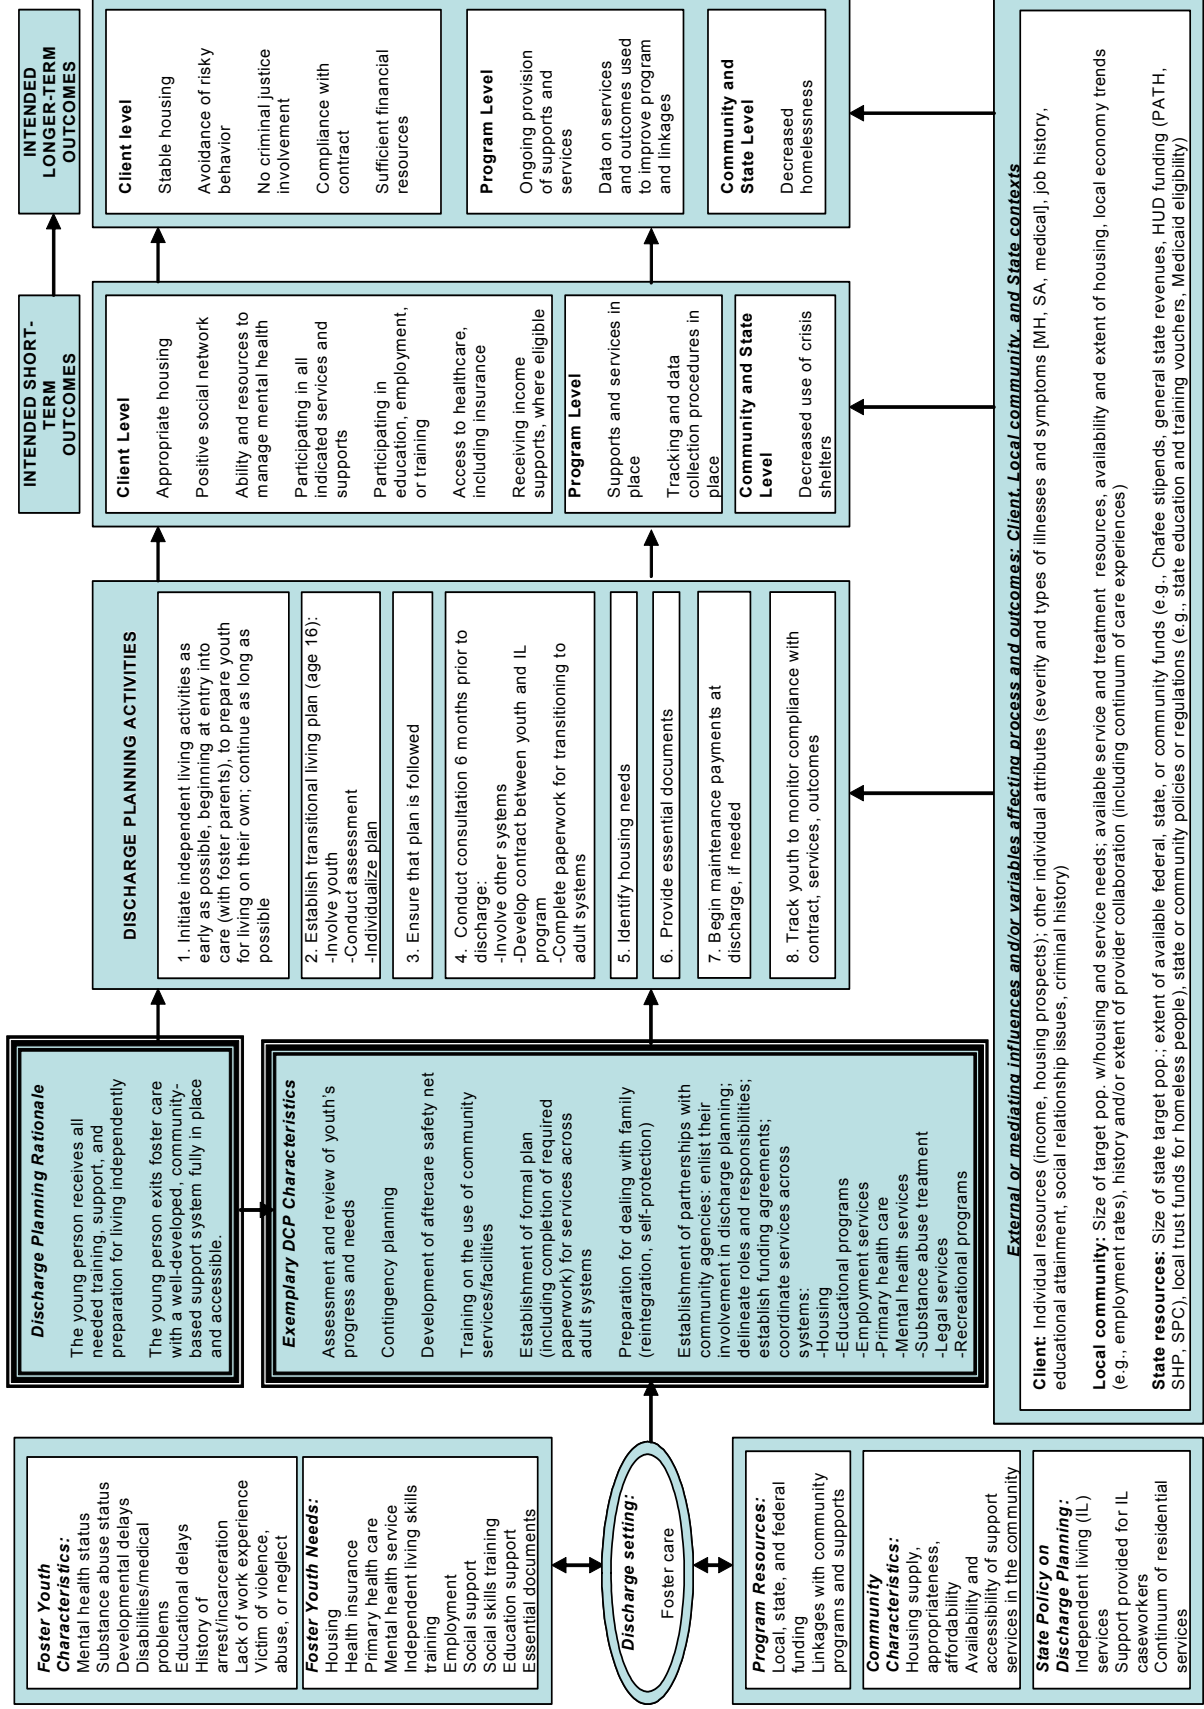 Foster Youth
Characteristics:
Mental health status
Substance abuse status
Developmental delays
Disabilities/medical
problems
Educational delays
History of
arrest/incarceration
Lack of work experience
Victim of violence,
abuse, or neglect
Foster Youth Needs:
Housing
Health insurance
Primary health care
Mental health service
Independent living skills
training
Employment
Social support
Social skills training
Education support
Essential documents
Discharge setting:
Foster care
Program Resources:
Local, state, and federal
funding
Linkages with community
programs and supports
Community
Characteristics:
Housing supply,
appropriateness,
affordability
Availability and
accessibility of support
services in the community
State Policy on
Discharge Planning:
Independent living (IL)
services
Support provided for IL
caseworkers
Continuum of residential
services
Discharge Planning Rationale
The young person receives all
needed training, support, and
preparation for living independently
The young person exits foster care
with a well-developed, community-
based support system fully in place
and accessible.
Exemplary DCP Characteristics
Assessment and review of youth's
progress and needs
Contingency planning
Development of aftercare safety net
Training on the use of community
services/facilities
Establishment of formal plan
(including completion of required
paperwork) for services across
adult systems
Preparation for dealing with family
(reintegration, self-protection)
Establishment of partnerships with
community agencies: enlist their
involvement in discharge planning;
delineate roles and responsibilities;
establish funding agreements;
coordinate services across
systems:
-Housing
-Educational programs
-Employment services
-Primary health care
-Mental health services
-Substance abuse treatment
-Legal services
-Recreational programs
DISCHARGE PLANNING ACTIVITIES
1. Initiate independent living activities as
early as possible, beginning at entry into
care (with foster parents), to prepare youth
for living on their own; continue as long as
possible
2. Establish transitional living plan (age 16):
-Involve youth
-Conduct assessment
-Individualize plan
3. Ensure that plan is followed
4. Conduct consultation 6 months prior to
discharge:
-Involve other systems
-Develop contract between youth and IL
program
-Complete paperwork for transitioning to
adult systems
5. Identify housing needs
6. Provide essential documents
7. Begin maintenance payments at
discharge, if needed
8. Track youth to monitor compliance with
contract, services, outcomes
INTENDED SHORT-
TERM
OUTCOMES
Client Level
Appropriate housing
Positive social network
Ability and resources to
manage mental health
Participating in all
indicated services and
supports
Participating in
education, employment,
or training
Access to healthcare,
including insurance
Receiving income
supports, where eligible
Program Level
Supports and services in
place
Tracking and data
collection procedures in
place
Community and State
Level
Decreased use of crisis
shelters
INTENDED
LONGER-TERM
OUTCOMES
Client level
Stable housing
Avoidance of risky
behavior
No criminal justice
involvement
Compliance with
contract
Sufficient financial
resources
Program Level
Ongoing provision
of supports and
services
Data on services
and outcomes used
to improve program
and linkages
Community and
State Level
Decreased
homelessness
External or mediating influences and/or variables affecting process and outcomes: Client, Local community, and State contexts
Client: Individual resources (income, housing prospects); other individual attributes (severity and types of illnesses and symptoms [MH, SA, medical], job history,
educational attainment, social relationship issues, criminal history)
Local community: Size of target pop. w/housing and service needs; available service and treatment resources, availability and extent of housing, local economy trends
(e.g., employment rates), history and/or extent of provider collaboration (including continuum of care experiences)
State resources: Size of state target pop.; extent of available federal, state, or community funds (e.g., Chafee stipends, general state revenues, HUD funding (PATH,
SHP, SPC), local trust funds for homeless people), state or community policies or regulations (e.g., state education and training vouchers, Medicaid eligibility)